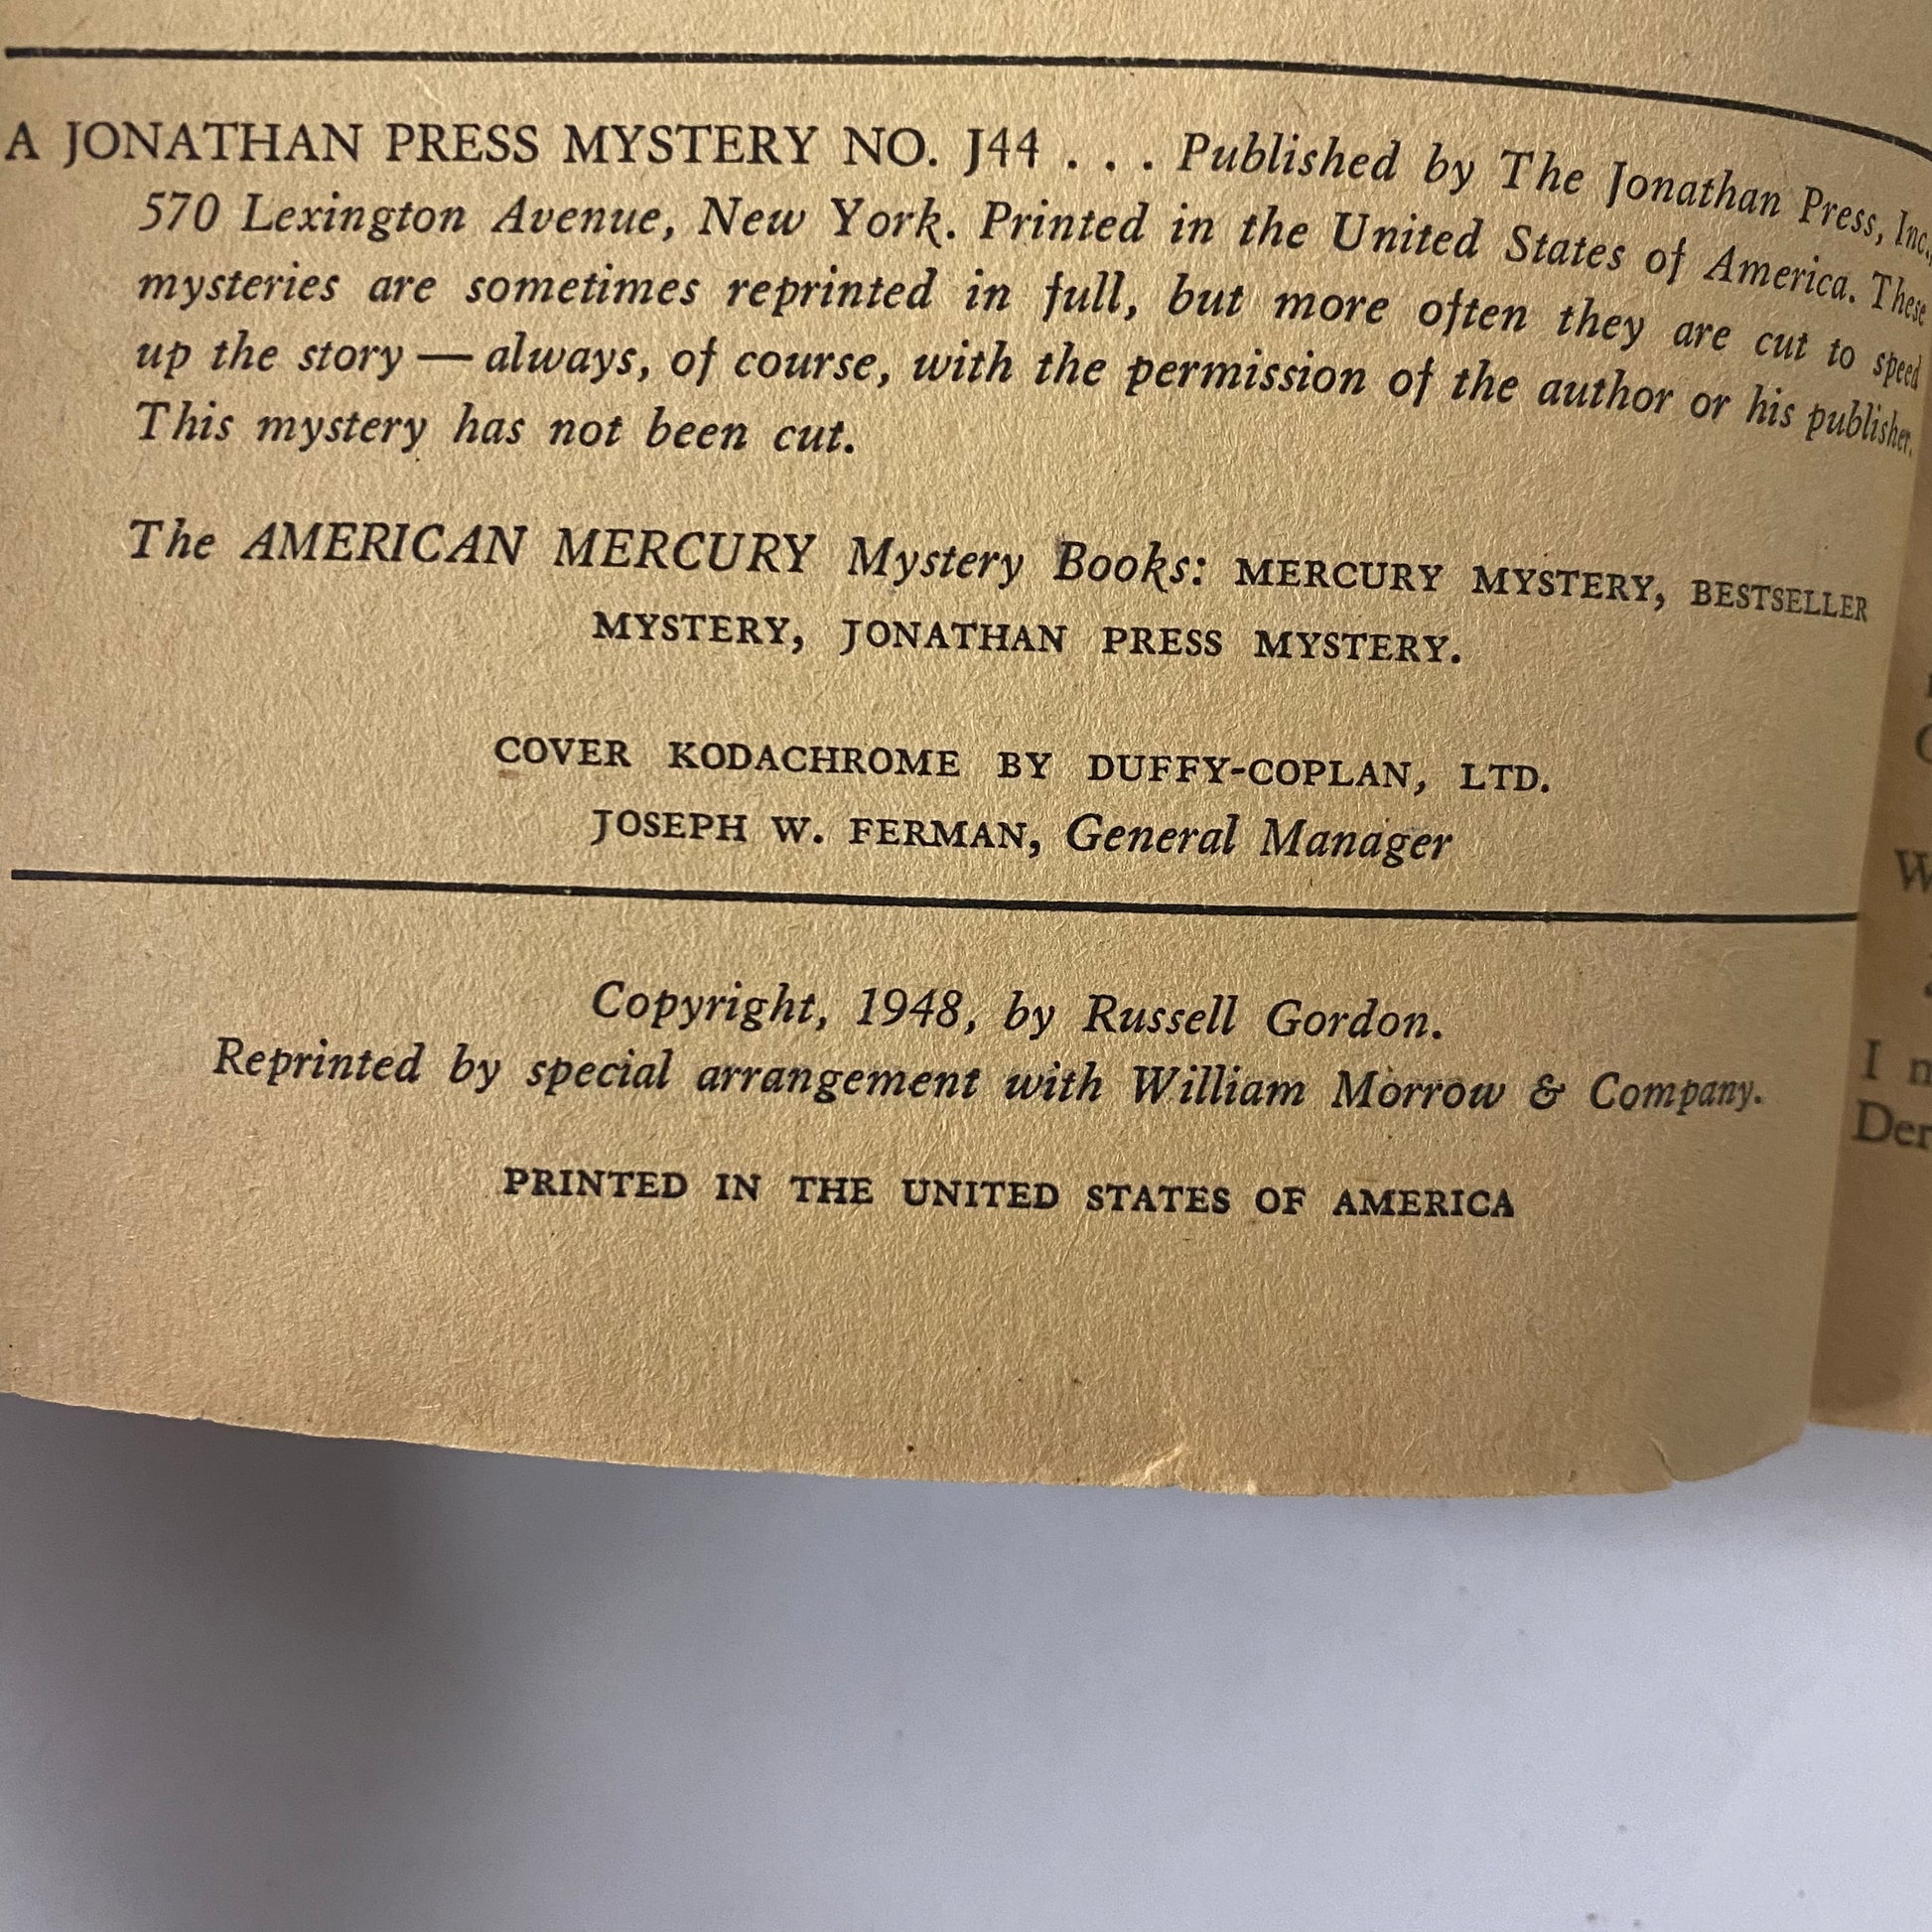 A JONATHAN PRESS MYSTERY NO. J44 . . . Published by The Jonathan Press, Inc.,
570 Lexington Avenue, New York. Printed in the United States of America. These
mysteries are sometimes reprinted in full, but more often they are cut to speed
up the story — always, of course, with the permission of the author or his publisher.
This mystery has not been cut.
The AMERICAN MERCURY Mystery Books: MERCURY MYSTERY, BESTSELLER
MYSTERY, JONATHAN PRESS MYSTERY.
COVER KODACHROME BY DUFFY-COPLAN, LTD.
JOSEPH W. FERMAN, General Manager
Copyright, 1948, by Russell Gordon.
Reprinted by special arrangement with William Morrow & Company.
PRINTED IN THE UNITED STATES OF AMERICA